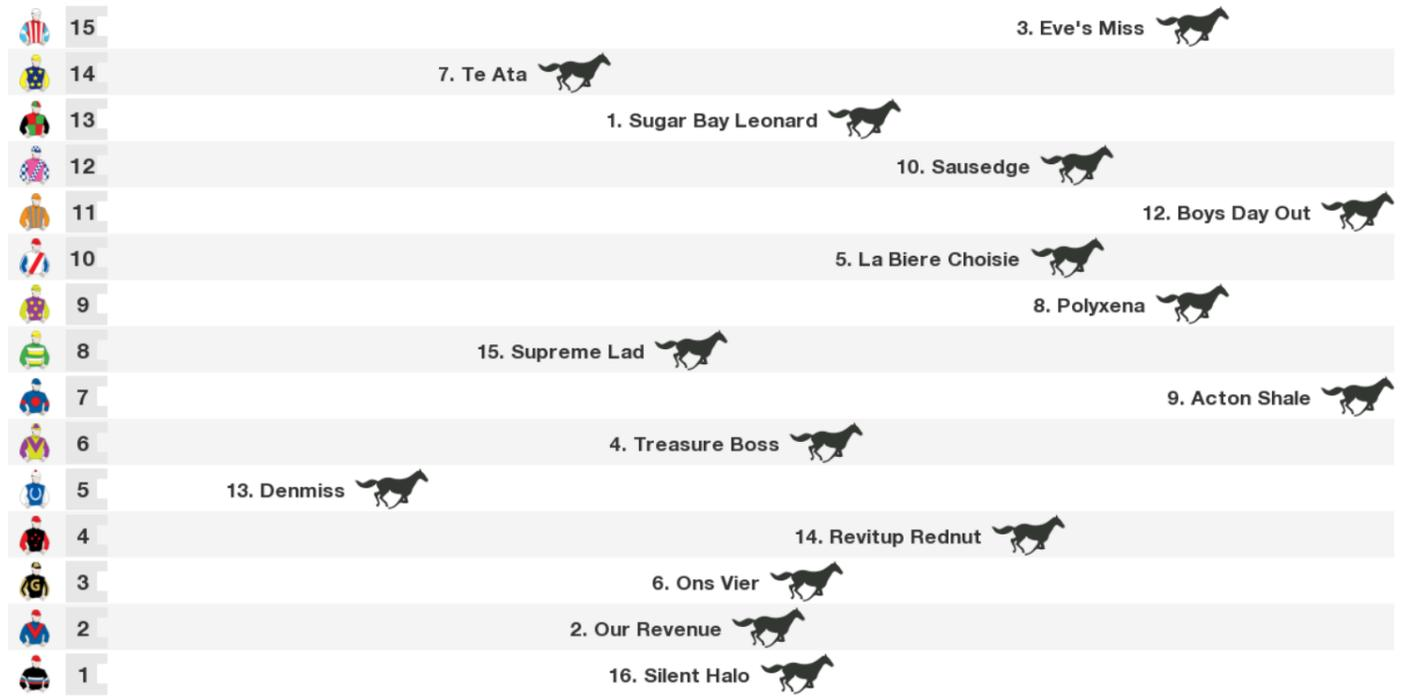 15 3. Eve's Miss
14 7. Te Ata
13 1. Sugar Bay Leonard
12 10. Sausedge
11 12. Boys Day Out
10 5. La Biere Choisie
9 8. Polyxena
8 15. Supreme Lad
7 9. Acton Shale
6 4. Treasure Boss
5 13. Denmiss
4 14. Revitup Rednut
G 3 6. Ons Vier
2 2. Our Revenue
1 16. Silent Halo